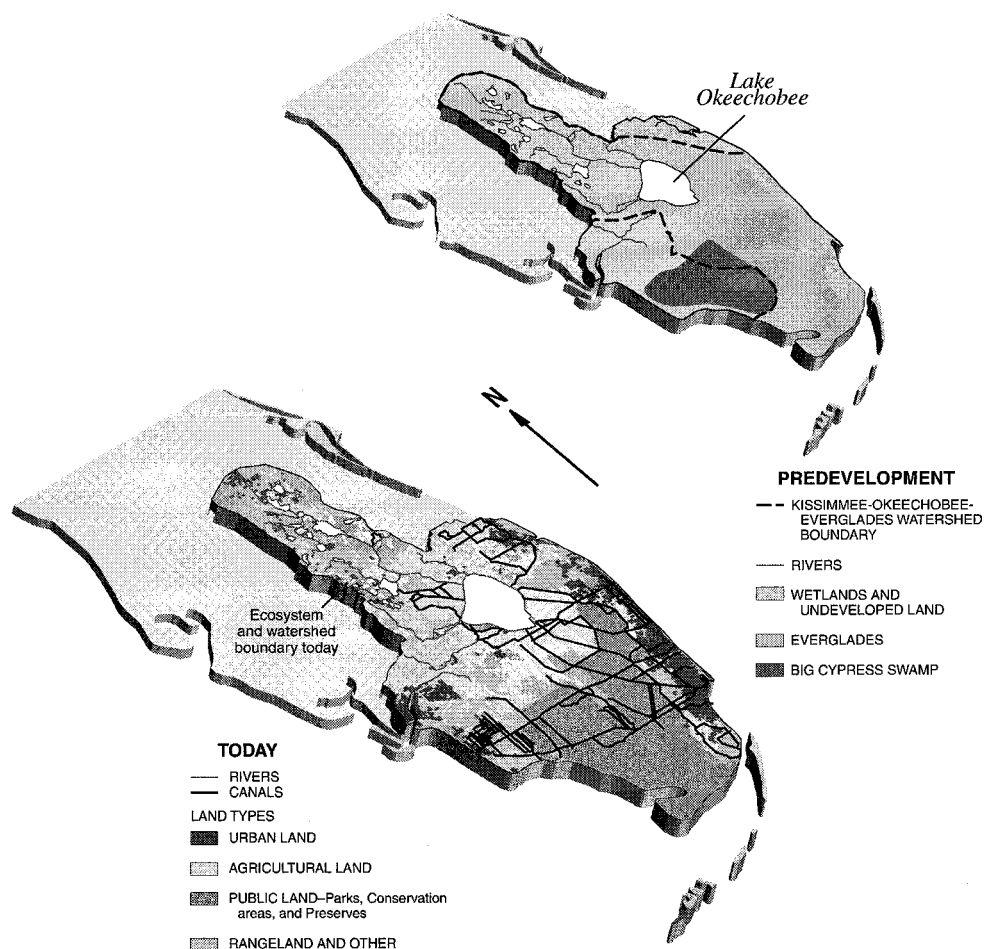 Lake
Okeechobee
N
PREDEVELOPMENT
KISSIMMEE-OKEECHOBEE-
EVERGLADES WATERSHED
BOUNDARY
RIVERS
WETLANDS AND
UNDEVELOPED LAND
EVERGLADES
BIG CYPRESS SWAMP
Ecosystem
and watershed
boundary today
TODAY
RIVERS
CANALS
LAND TYPES
URBAN LAND
AGRICULTURAL LAND
PUBLIC LAND–Parks, Conservation
areas, and Preserves
RANGELAND AND OTHER